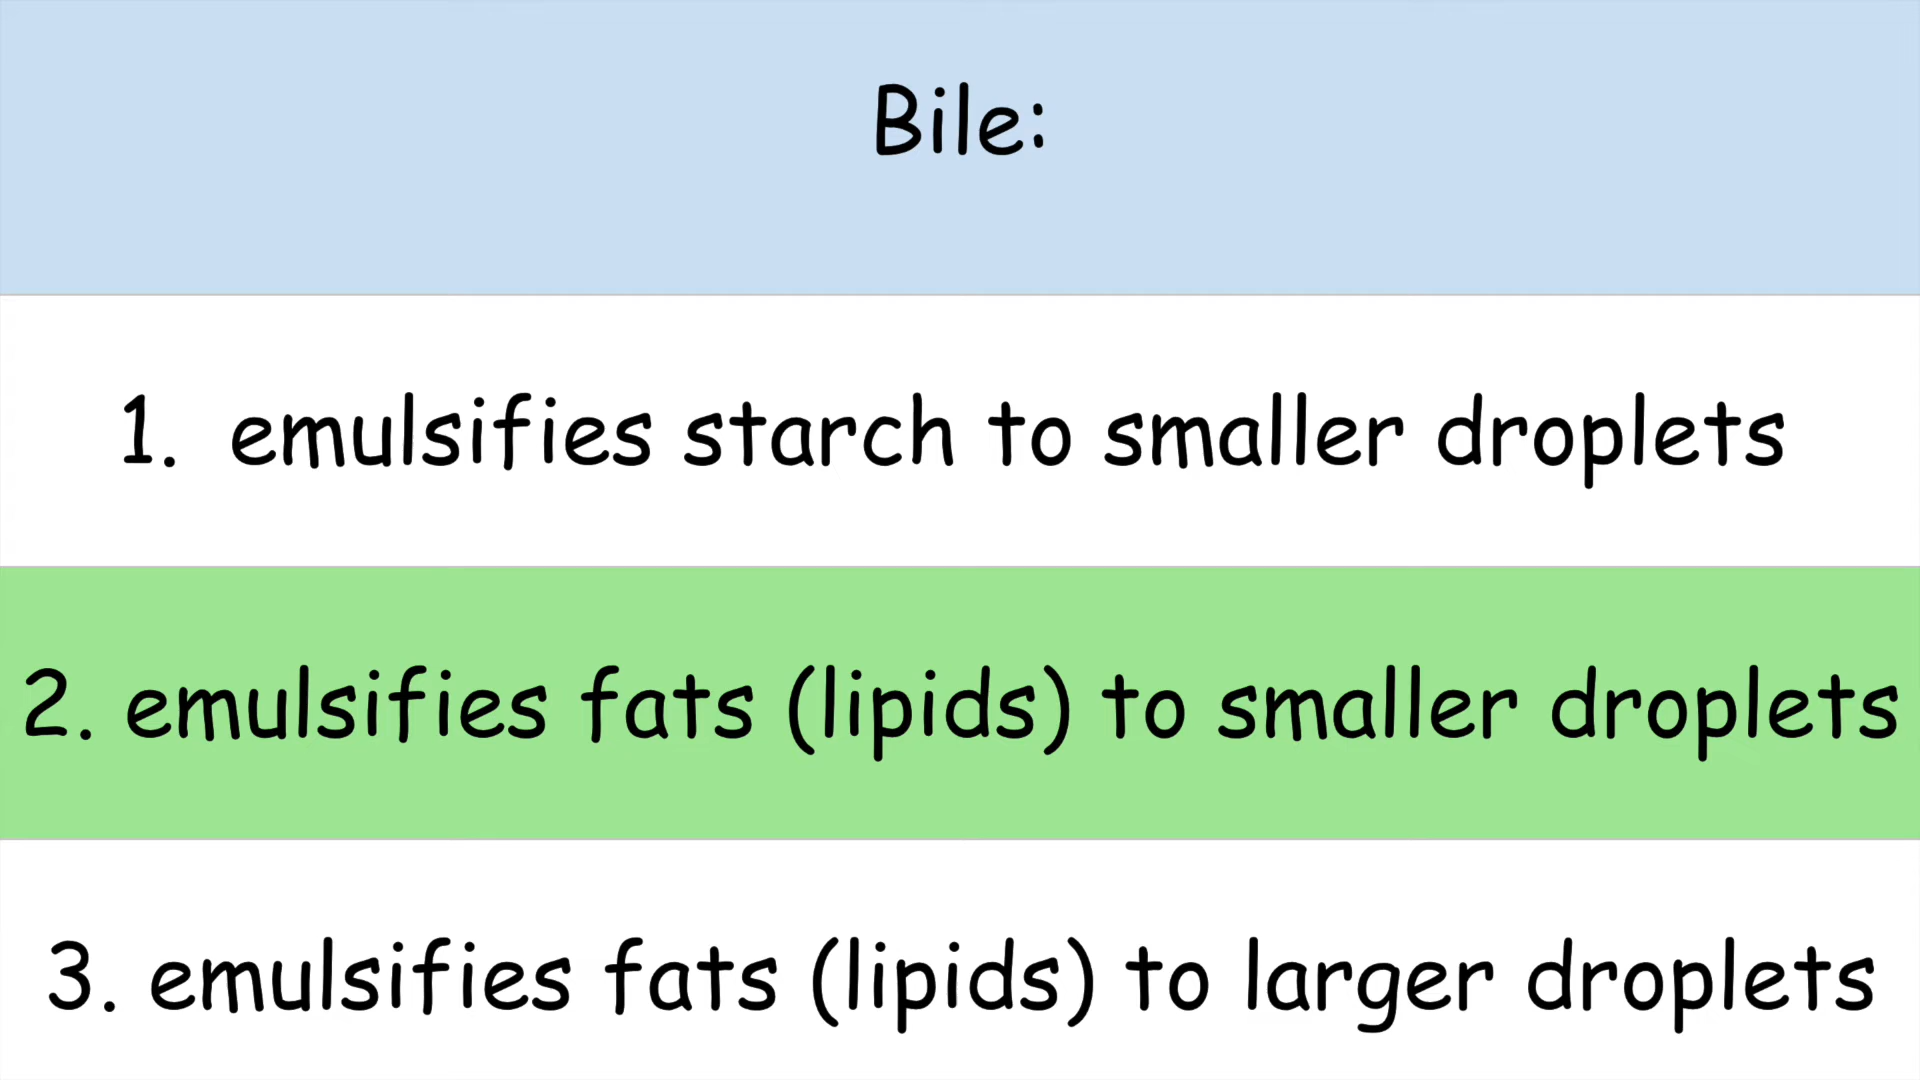 Bile:
1. emulsifies starch to smaller droplets
2. emulsifies fats (lipids) to smaller droplets
3. emulsifies fats (lipids) to larger droplets